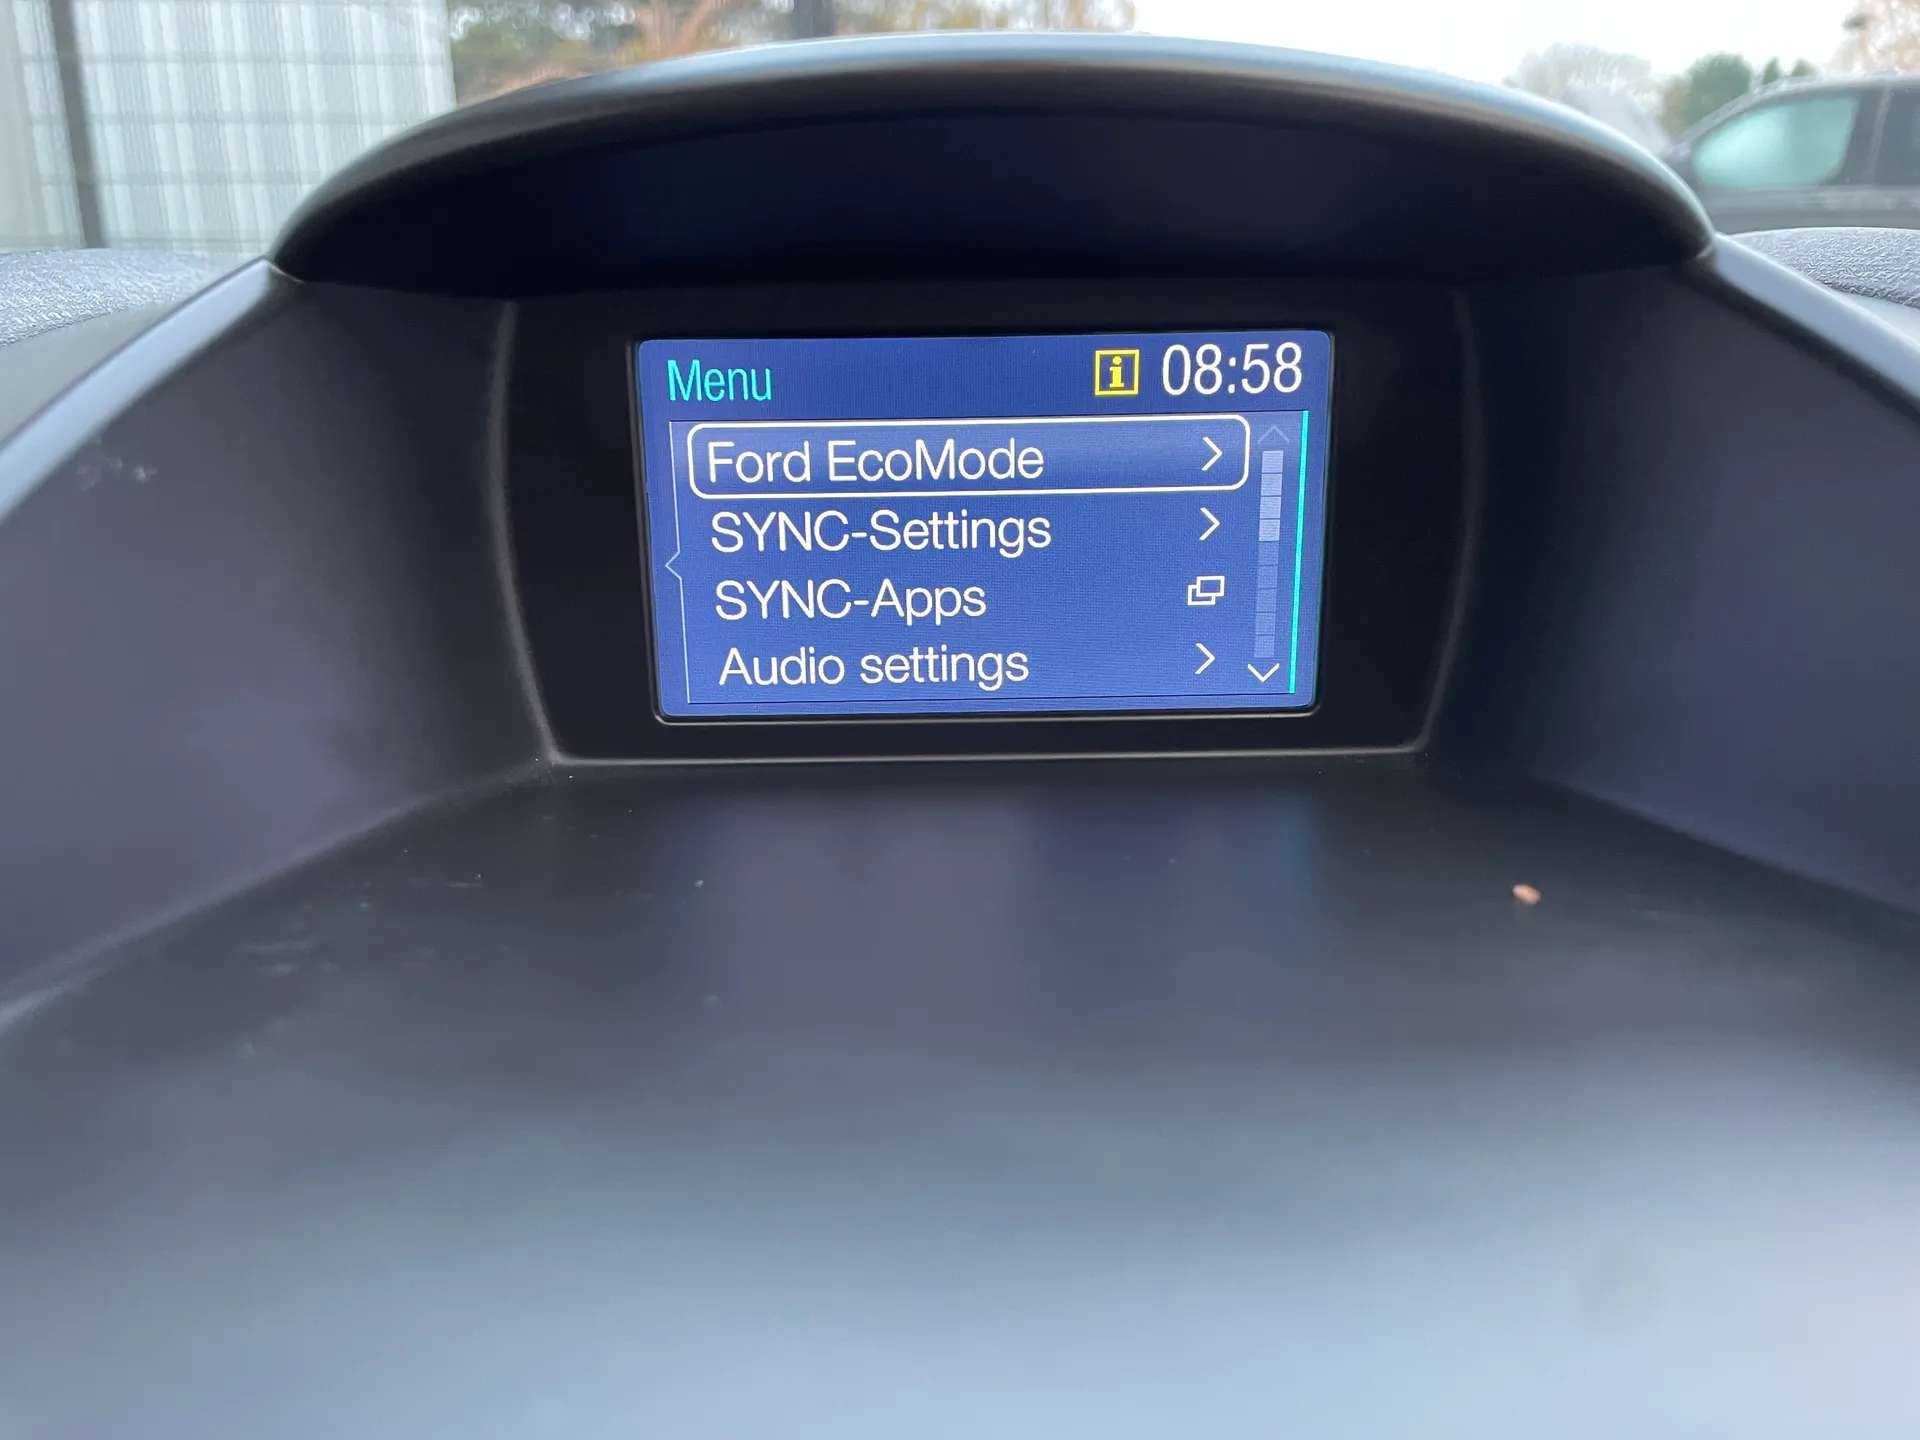 Menu i 08:58
Ford EcoMode
SYNC-Settings
SYNC-Apps
Audio settings